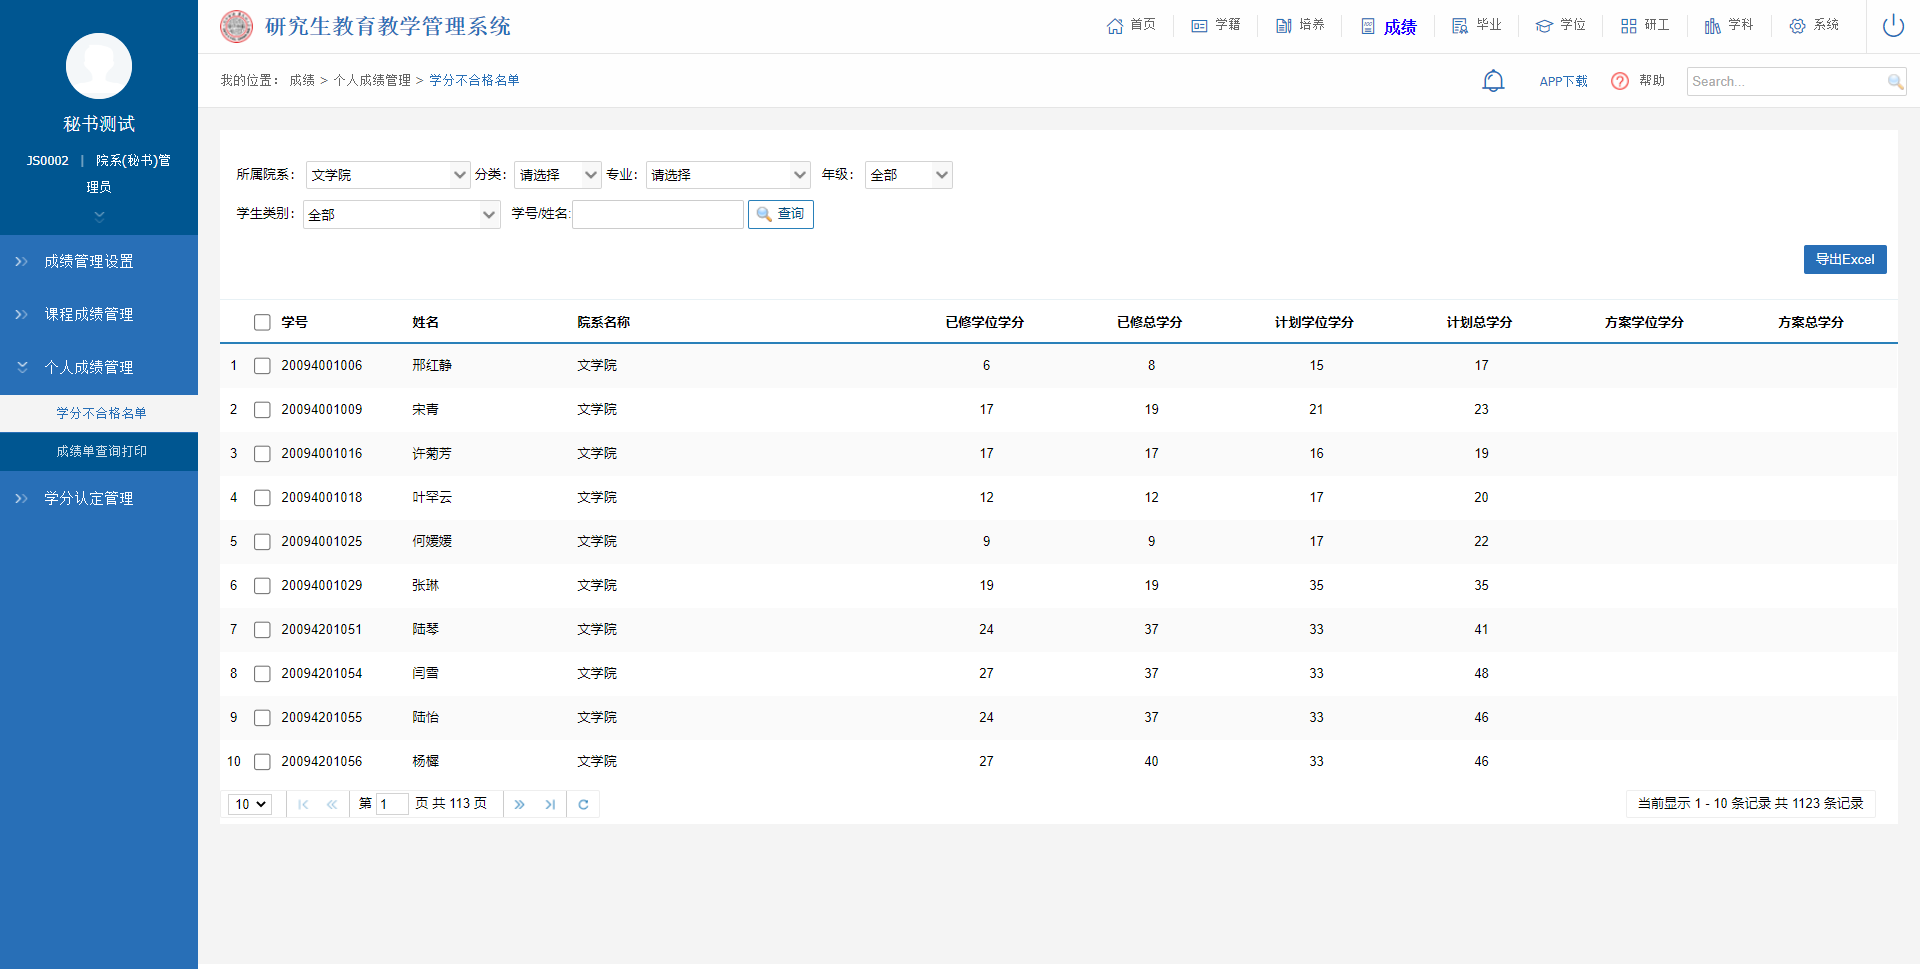 研究生教育教学管理系统
首页 学籍 培养 成绩 毕业 学位 研工 学科 系统
秘书测试
JS0002 | 院系(秘书)管
理员
我的位置： 成绩 > 个人成绩管理 > 学分不合格名单
APP下载 帮助 Search...
成绩管理设置
课程成绩管理
个人成绩管理
学分不合格名单
成绩单查询打印
学分认定管理
所属院系： 文学院 分类： 请选择 专业： 请选择 年级： 全部
学生类别： 全部 学号/姓名: 查询
导出Excel
学号 姓名 院系名称 已修学位学分 已修总学分 计划学位学分 计划总学分 方案学位学分 方案总学分
1 20094001006 邢红静 文学院 6 8 15 17
2 20094001009 宋青 文学院 17 19 21 23
3 20094001016 许菊芳 文学院 17 17 16 19
4 20094001018 叶罕云 文学院 12 12 17 20
5 20094001025 何媛媛 文学院 9 9 17 22
6 20094001029 张琳 文学院 19 19 35 35
7 20094201051 陆琴 文学院 24 37 33 41
8 20094201054 闫雪 文学院 27 37 33 48
9 20094201055 陆怡 文学院 24 37 33 46
10 20094201056 杨樨 文学院 27 40 33 46
10 第 1 页 共 113 页
当前显示 1 - 10 条记录 共 1123 条记录